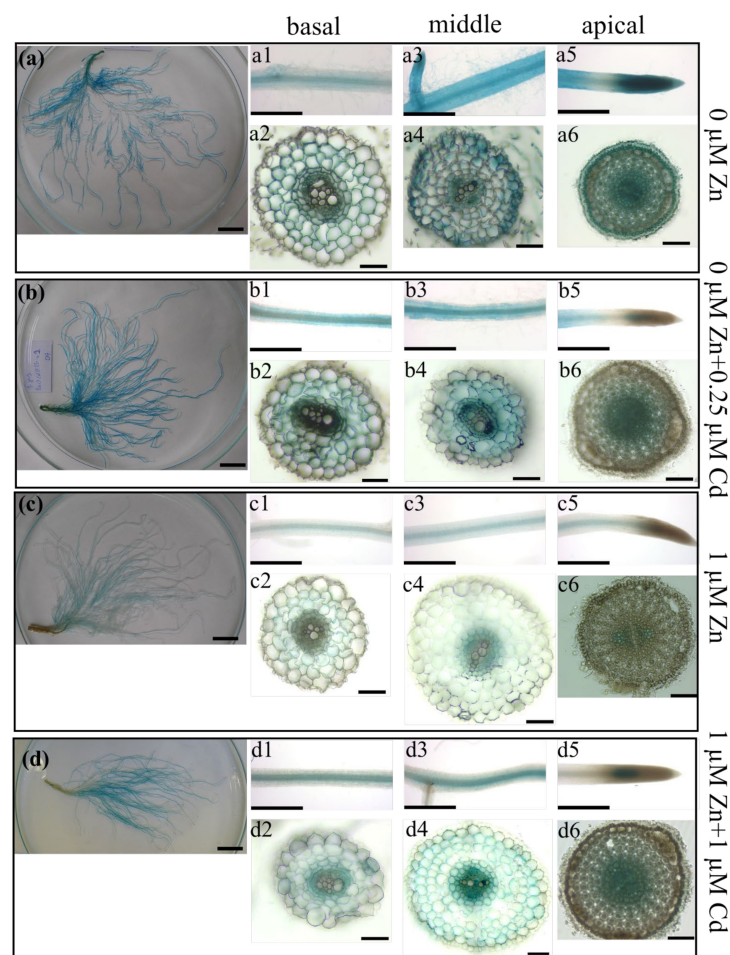 basal middle apical
(a) a1 a3 a5
a2 a4 a6
0 µM Zn
(b) b1 b3 b5
b2 b4 b6
0 µM Zn+0.25 µM Cd
(c) c1 c3 c5
c2 c4 c6
1 µM Zn
(d) d1 d3 d5
d2 d4 d6
1 µM Zn+1 µM Cd